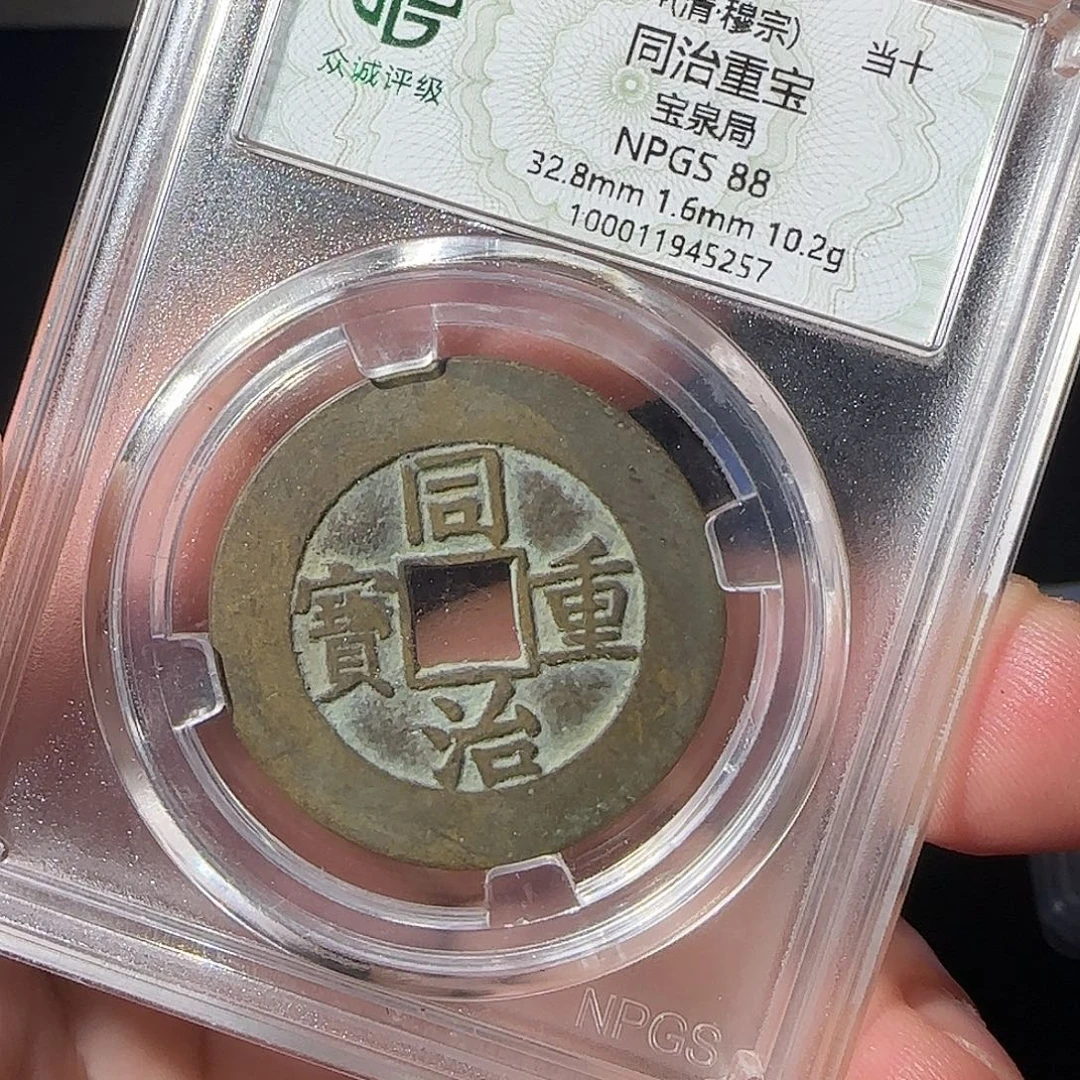 众诚评级
(清·穆宗)
同治重宝
当十
宝泉局
NPGS 88
32.8mm 1.6mm 10.2g
100011945257
同
重
寶
治
NPGS